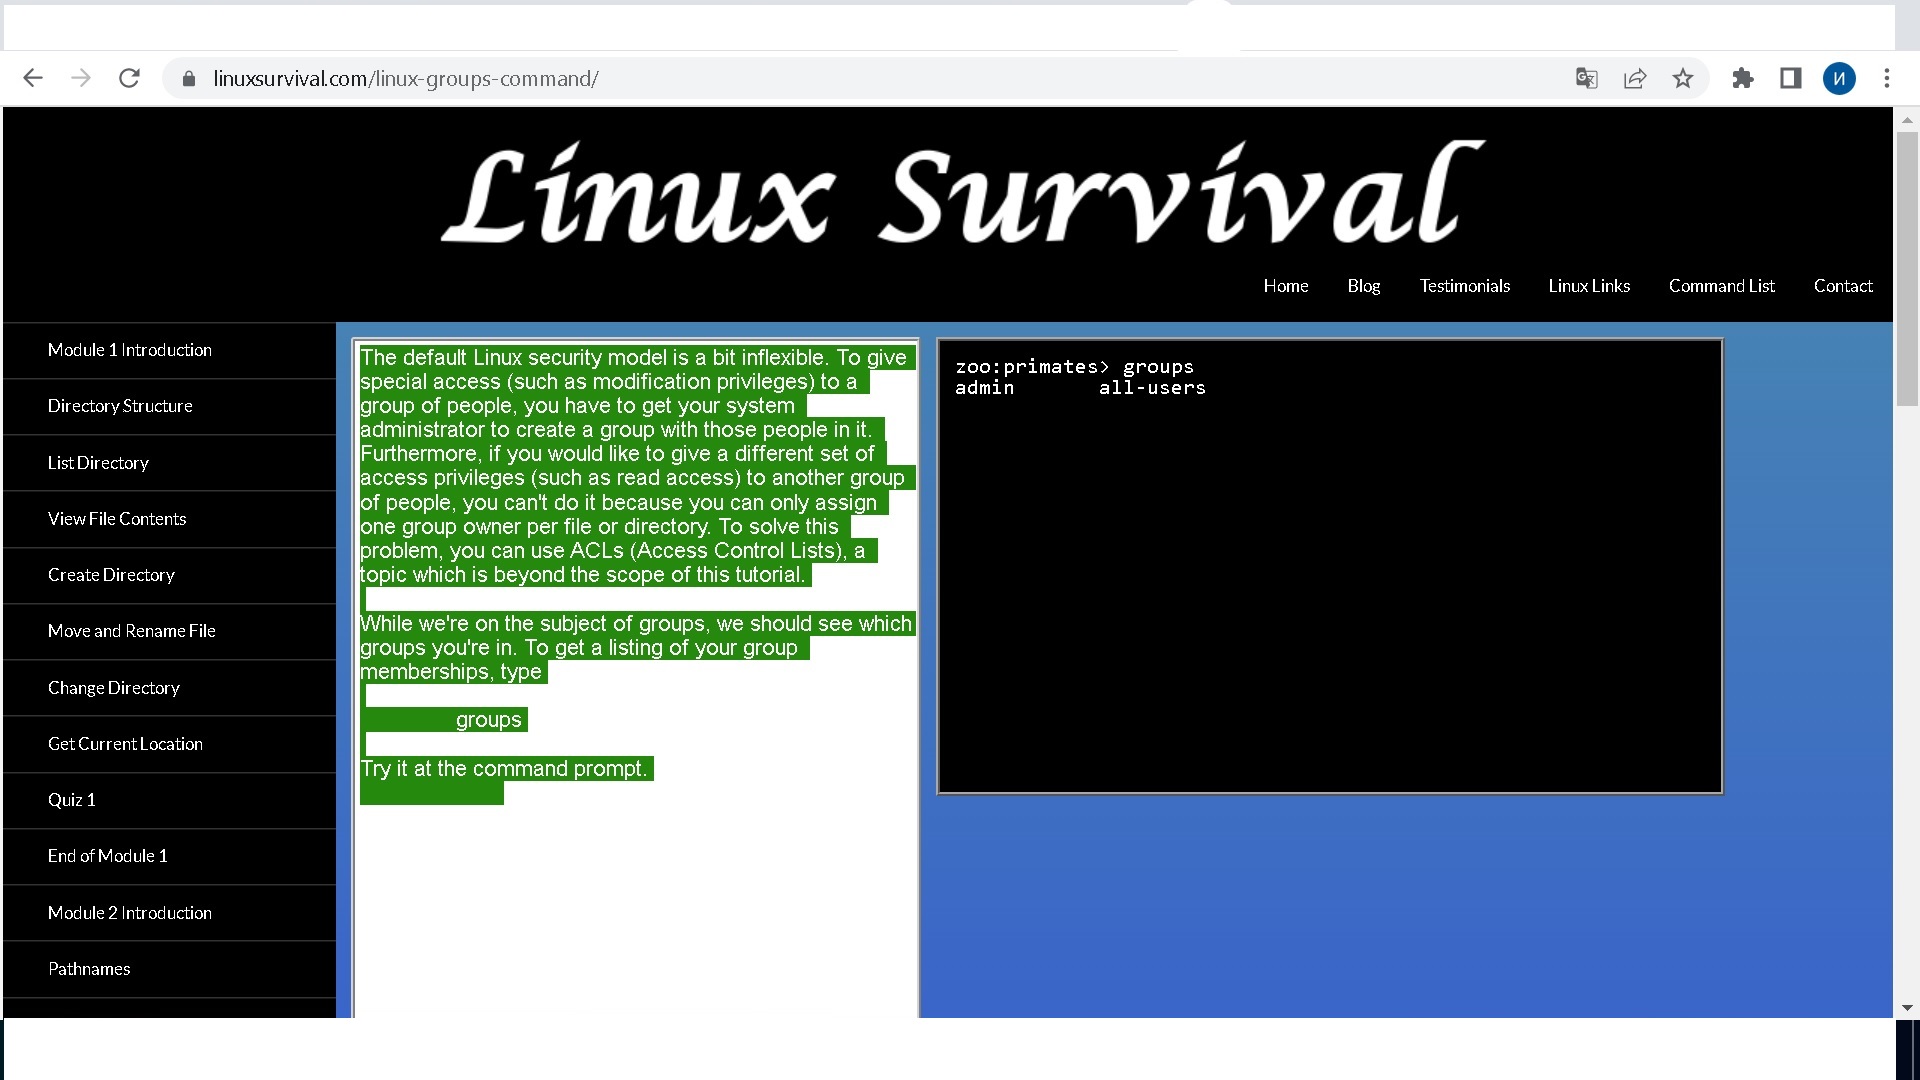 linuxsurvival.com/linux-groups-command/
И
Linux Survival
Home Blog Testimonials Linux Links Command List Contact
Module 1 Introduction
Directory Structure
List Directory
View File Contents
Create Directory
Move and Rename File
Change Directory
Get Current Location
Quiz 1
End of Module 1
Module 2 Introduction
Pathnames
The default Linux security model is a bit inflexible. To give
special access (such as modification privileges) to a
group of people, you have to get your system
administrator to create a group with those people in it.
Furthermore, if you would like to give a different set of
access privileges (such as read access) to another group
of people, you can't do it because you can only assign
one group owner per file or directory. To solve this
problem, you can use ACLs (Access Control Lists), a
topic which is beyond the scope of this tutorial.
While we're on the subject of groups, we should see which
groups you're in. To get a listing of your group
memberships, type
groups
Try it at the command prompt.
zoo:primates> groups
admin all-users